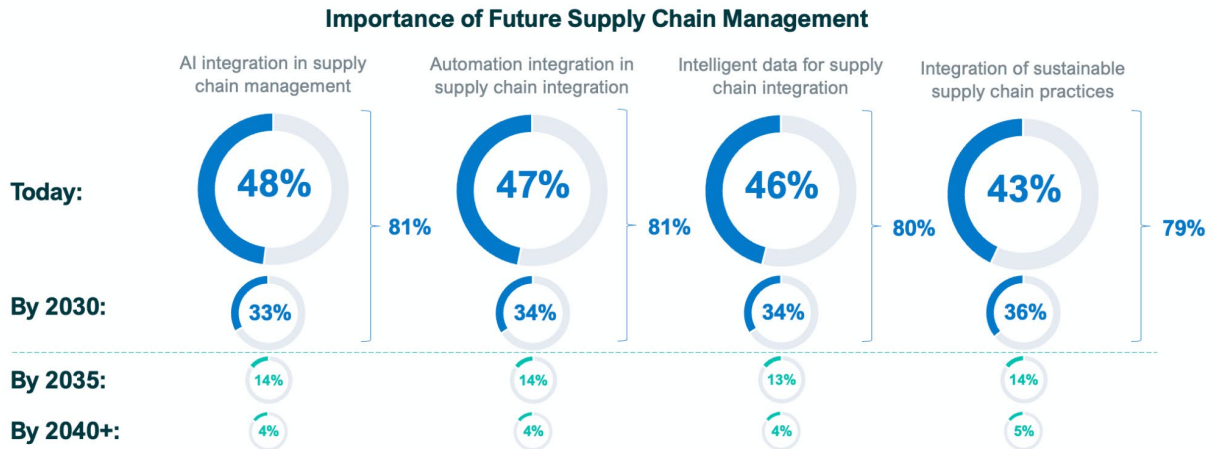 Importance of Future Supply Chain Management
AI integration in supply
chain management
Automation integration in
supply chain integration
Intelligent data for supply
chain integration
Integration of sustainable
supply chain practices
Today:
48%
47%
46%
43%
81%
81%
80%
79%
By 2030:
33%
34%
34%
36%
By 2035:
14%
14%
13%
14%
By 2040+:
4%
4%
4%
5%